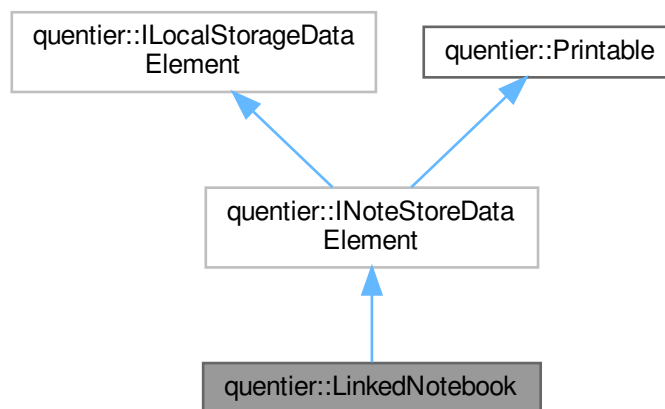 quentier::ILocalStorageData
Element
quentier::Printable
quentier::INoteStoreData
Element
quentier::LinkedNotebook